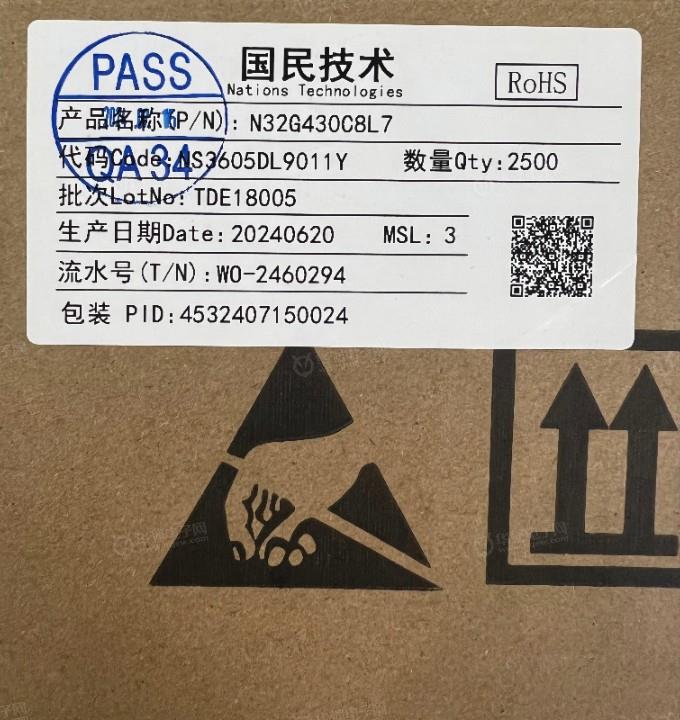 PASS
国民技术
Nations Technologies
RoHS
产品名称(P/N): N32G430C8L7
代码Code: NS3605DL9011Y 数量Qty:2500
QA 34
批次LotNo: TDE18005
生产日期Date: 20240620 MSL: 3
流水号(T/N):WO-2460294
包装 PID:4532407150024